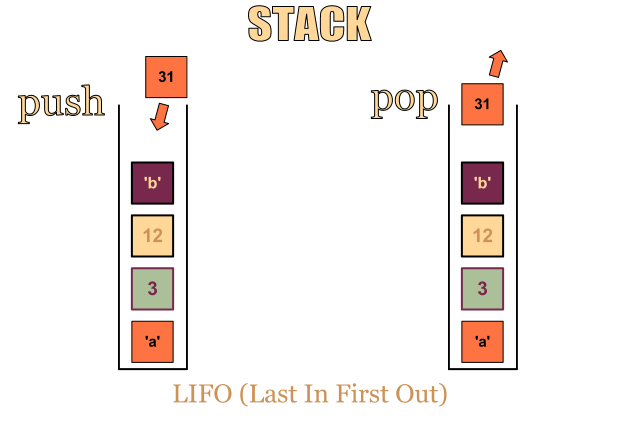 STACK
push
31
'b'
12
3
'a'
pop
31
'b'
12
3
'a'
LIFO (Last In First Out)